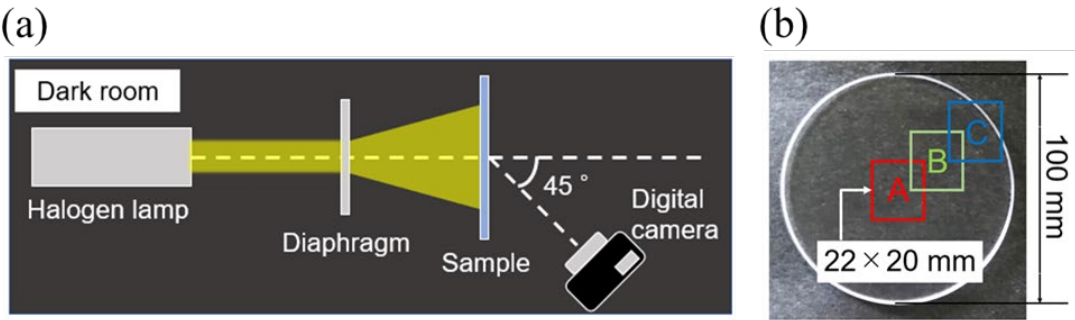 (a)
Dark room
Halogen lamp
Diaphragm
Sample
45°
Digital
camera
(b)
A
B
C
22×20 mm
100 mm